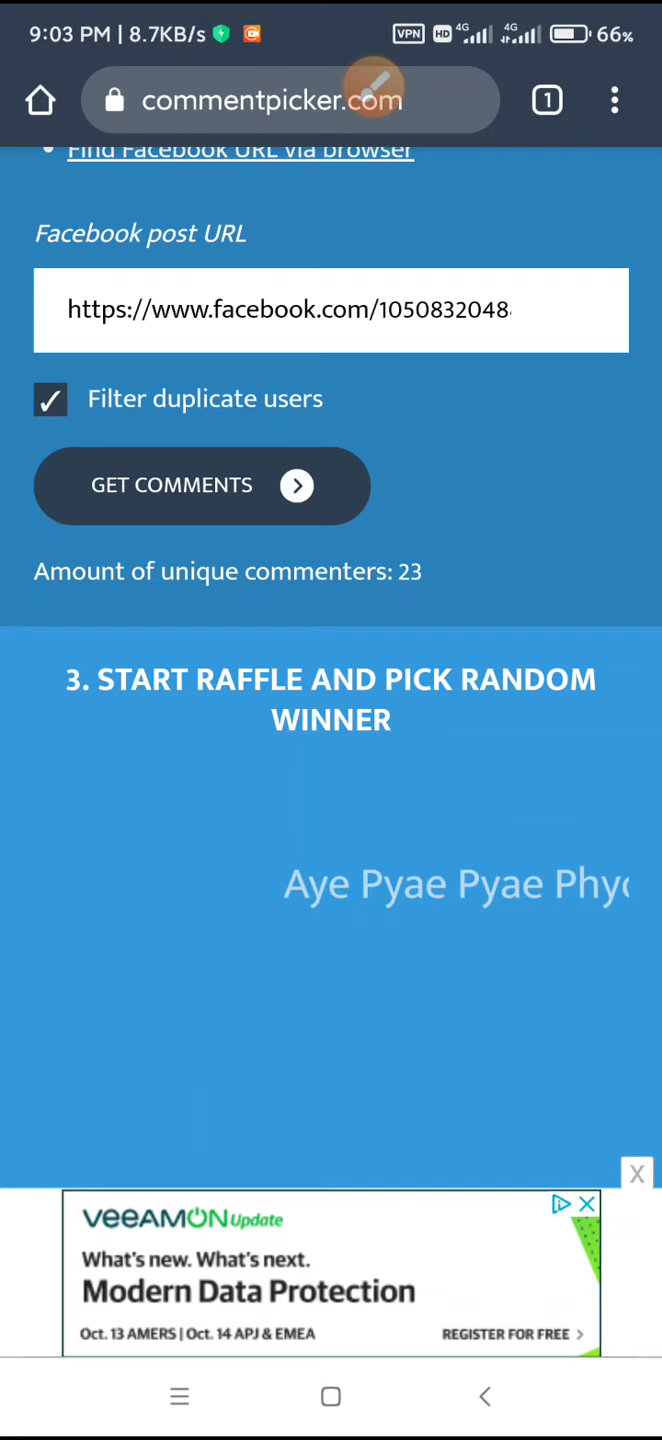 9:03 PM | 8.7KB/s VPN HD 4G 4G 66%
commentpicker.com 1
Find Facebook URL via browser
Facebook post URL
https://www.facebook.com/1050832048
Filter duplicate users
GET COMMENTS
Amount of unique commenters: 23
3. START RAFFLE AND PICK RANDOM
WINNER
Aye Pyae Pyae
X
VEEAMON Update
What's new. What's next.
Modern Data Protection
Oct. 13 AMERS | Oct. 14 APJ & EMEA REGISTER FOR FREE >